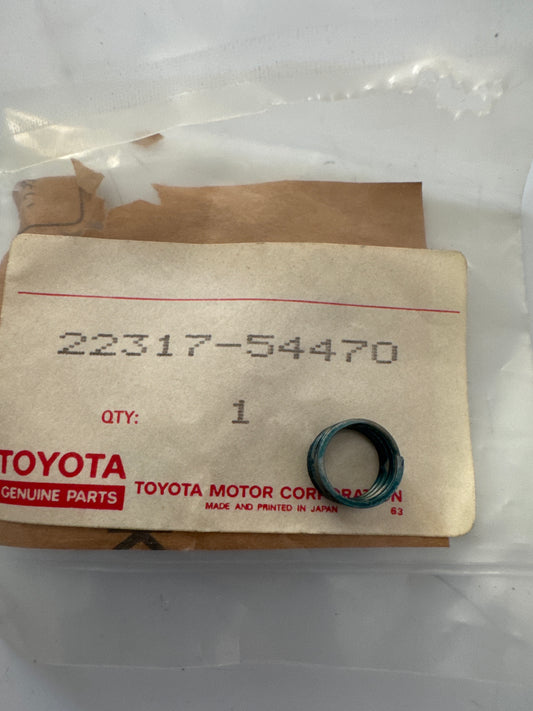 22317-54470
QTY: 1
TOYOTA
GENUINE PARTS
TOYOTA MOTOR CORPORATION
MADE AND PRINTED IN JAPAN 63